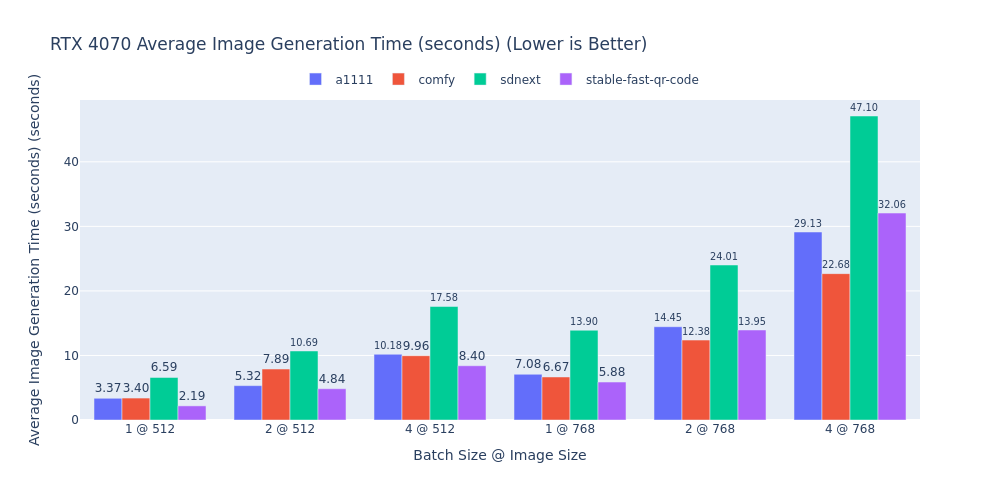 RTX 4070 Average Image Generation Time (seconds) (Lower is Better)
a1111 comfy sdnext stable-fast-qr-code
Average Image Generation Time (seconds) (seconds)
40
30
20
10
0
3.37 3.40 6.59 2.19
5.32 7.89 10.69 4.84
10.18 9.96 17.58 8.40
7.08 6.67 13.90 5.88
14.45 12.38 24.01 13.95
29.13 22.68 47.10 32.06
1 @ 512 2 @ 512 4 @ 512 1 @ 768 2 @ 768 4 @ 768
Batch Size @ Image Size